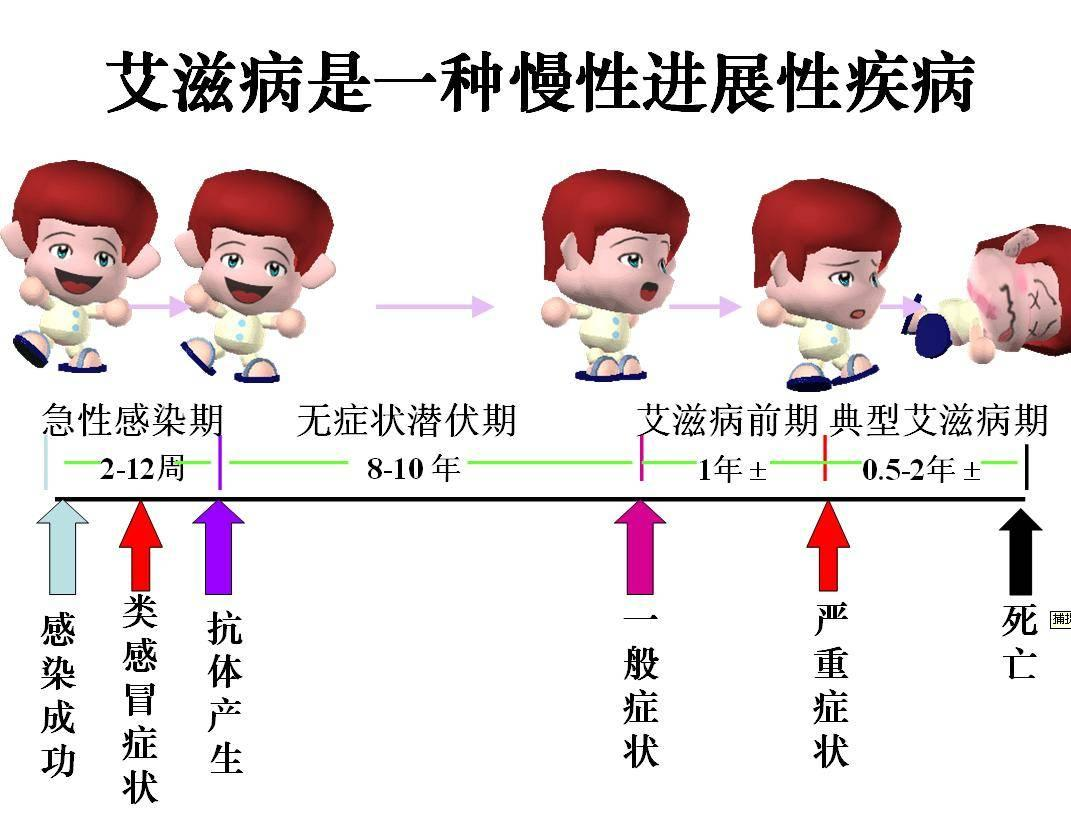 艾滋病是一种慢性进展性疾病
急性感染期 无症状潜伏期 艾滋病前期 典型艾滋病期
2-12周 8-10 年 1年 ± 0.5-2年 ±
感染成功
类感冒症状
抗体产生
一般症状
严重症状
死亡